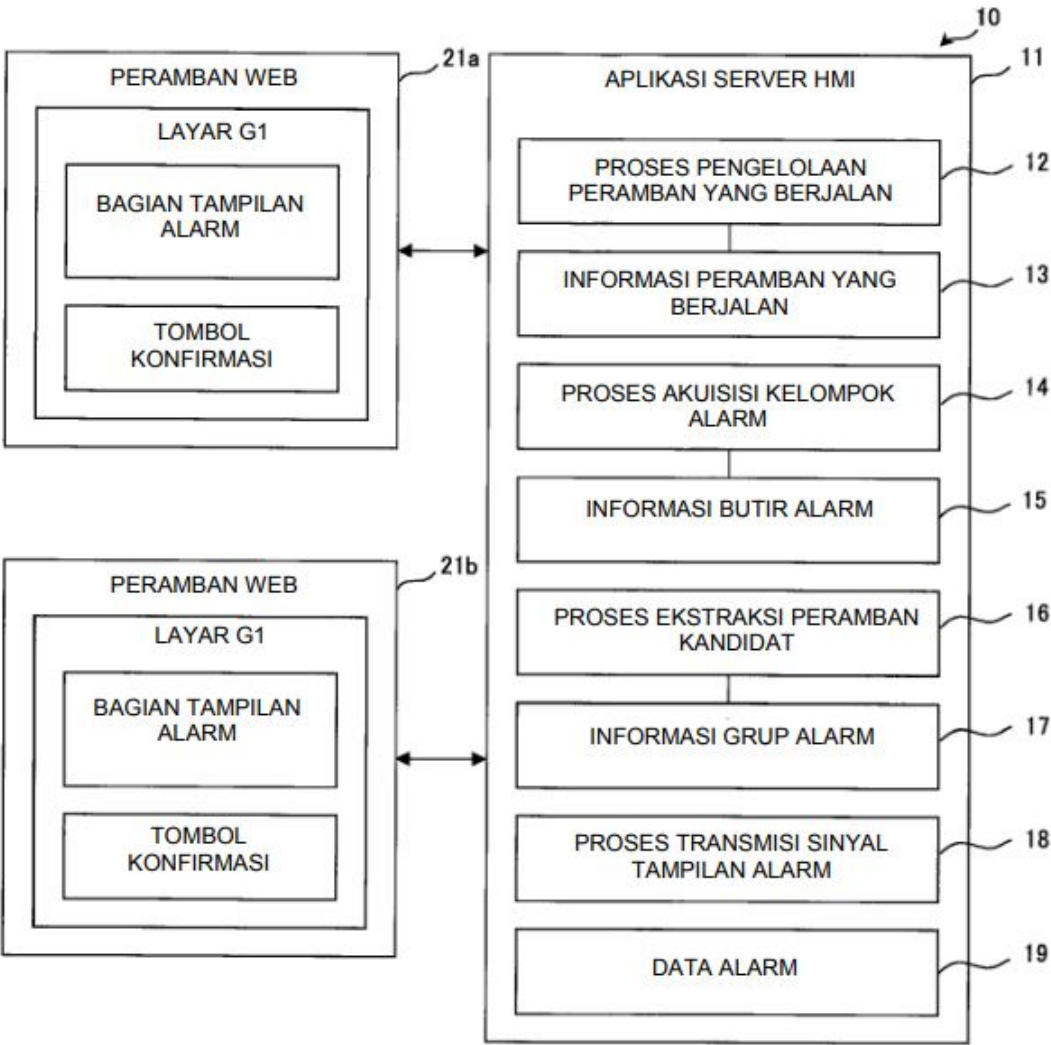 10
PERAMBAN WEB
21a
LAYAR G1
BAGIAN TAMPILAN
ALARM
TOMBOL
KONFIRMASI
PERAMBAN WEB
21b
LAYAR G1
BAGIAN TAMPILAN
ALARM
TOMBOL
KONFIRMASI
APLIKASI SERVER HMI
11
PROSES PENGELOLAAN
PERAMBAN YANG BERJALAN
12
INFORMASI PERAMBAN YANG
BERJALAN
13
PROSES AKUISISI KELOMPOK
ALARM
14
INFORMASI BUTIR ALARM
15
PROSES EKSTRAKSI PERAMBAN
KANDIDAT
16
INFORMASI GRUP ALARM
17
PROSES TRANSMISI SINYAL
TAMPILAN ALARM
18
DATA ALARM
19